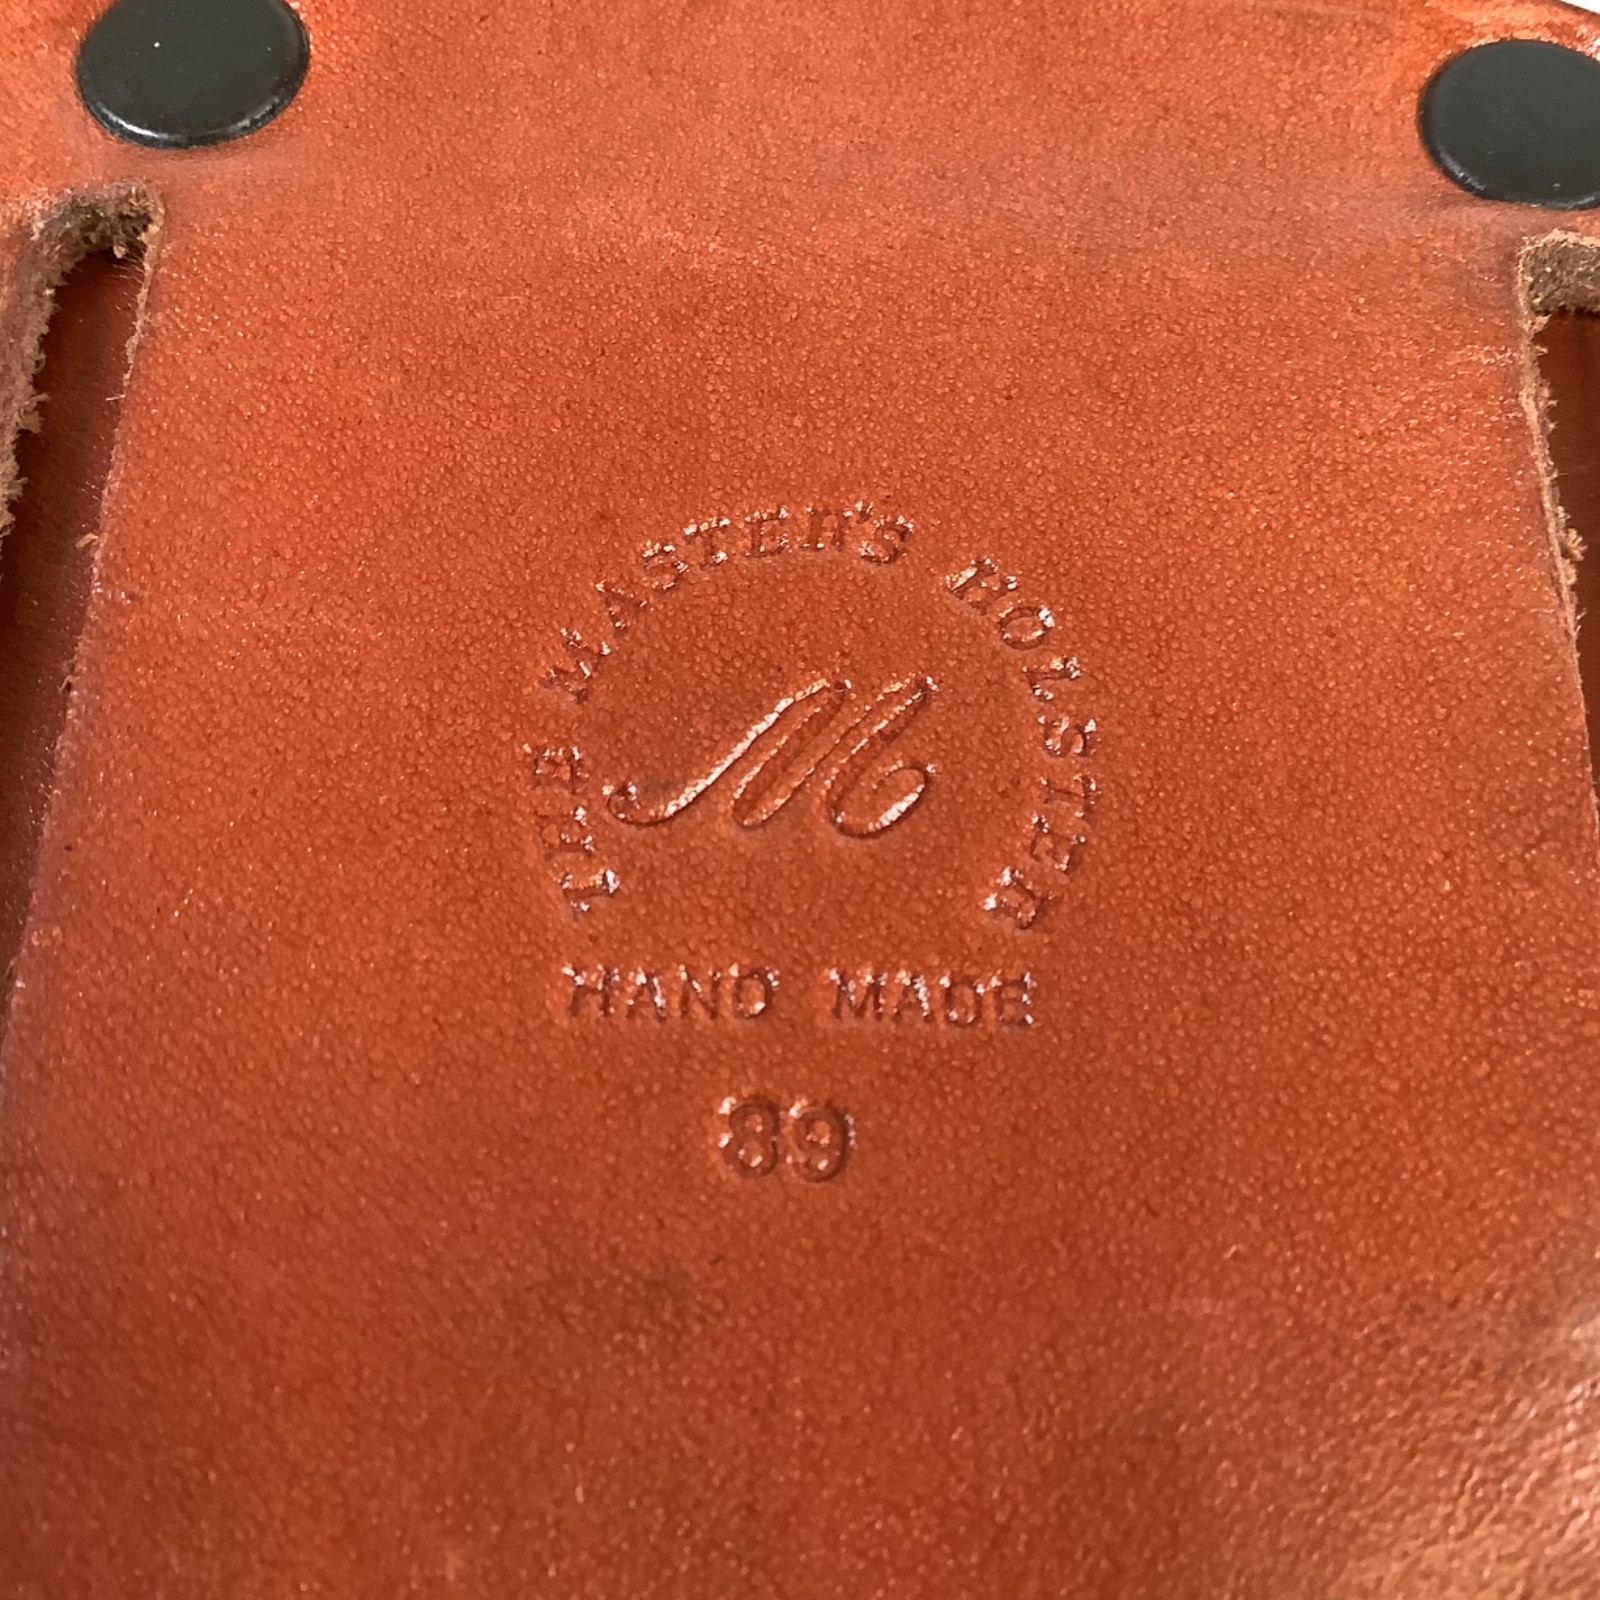 THE MASTER'S HOLSTER
M
HAND MADE
89